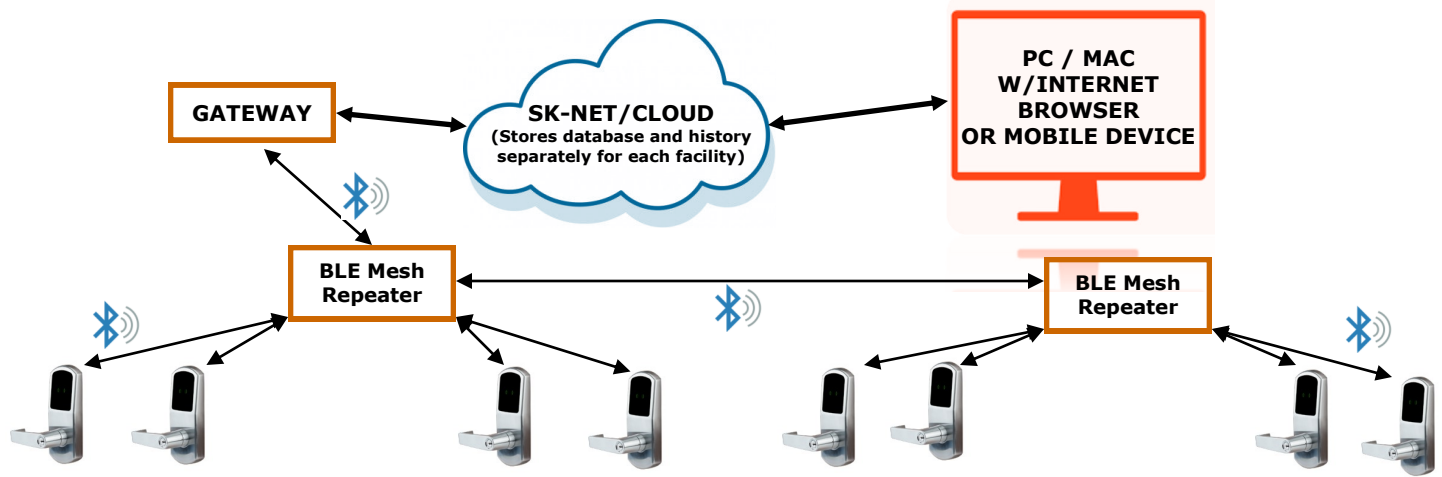 GATEWAY
SK-NET/CLOUD
(Stores database and history
separately for each facility)
PC / MAC
W/INTERNET
BROWSER
OR MOBILE DEVICE
BLE Mesh
Repeater
BLE Mesh
Repeater